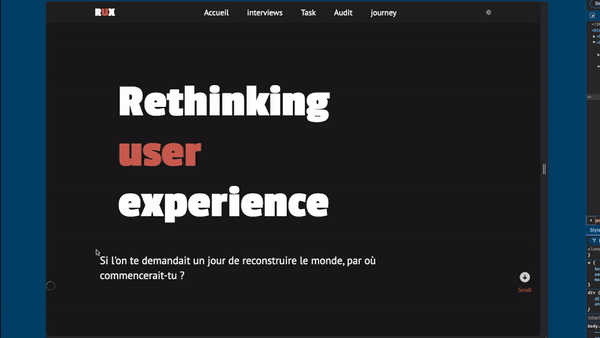 RUX
Accueil interviews Task Audit journey
Rethinking
user
experience
Si l'on te demandait un jour de reconstruire le monde, par où
commencerait-tu ?